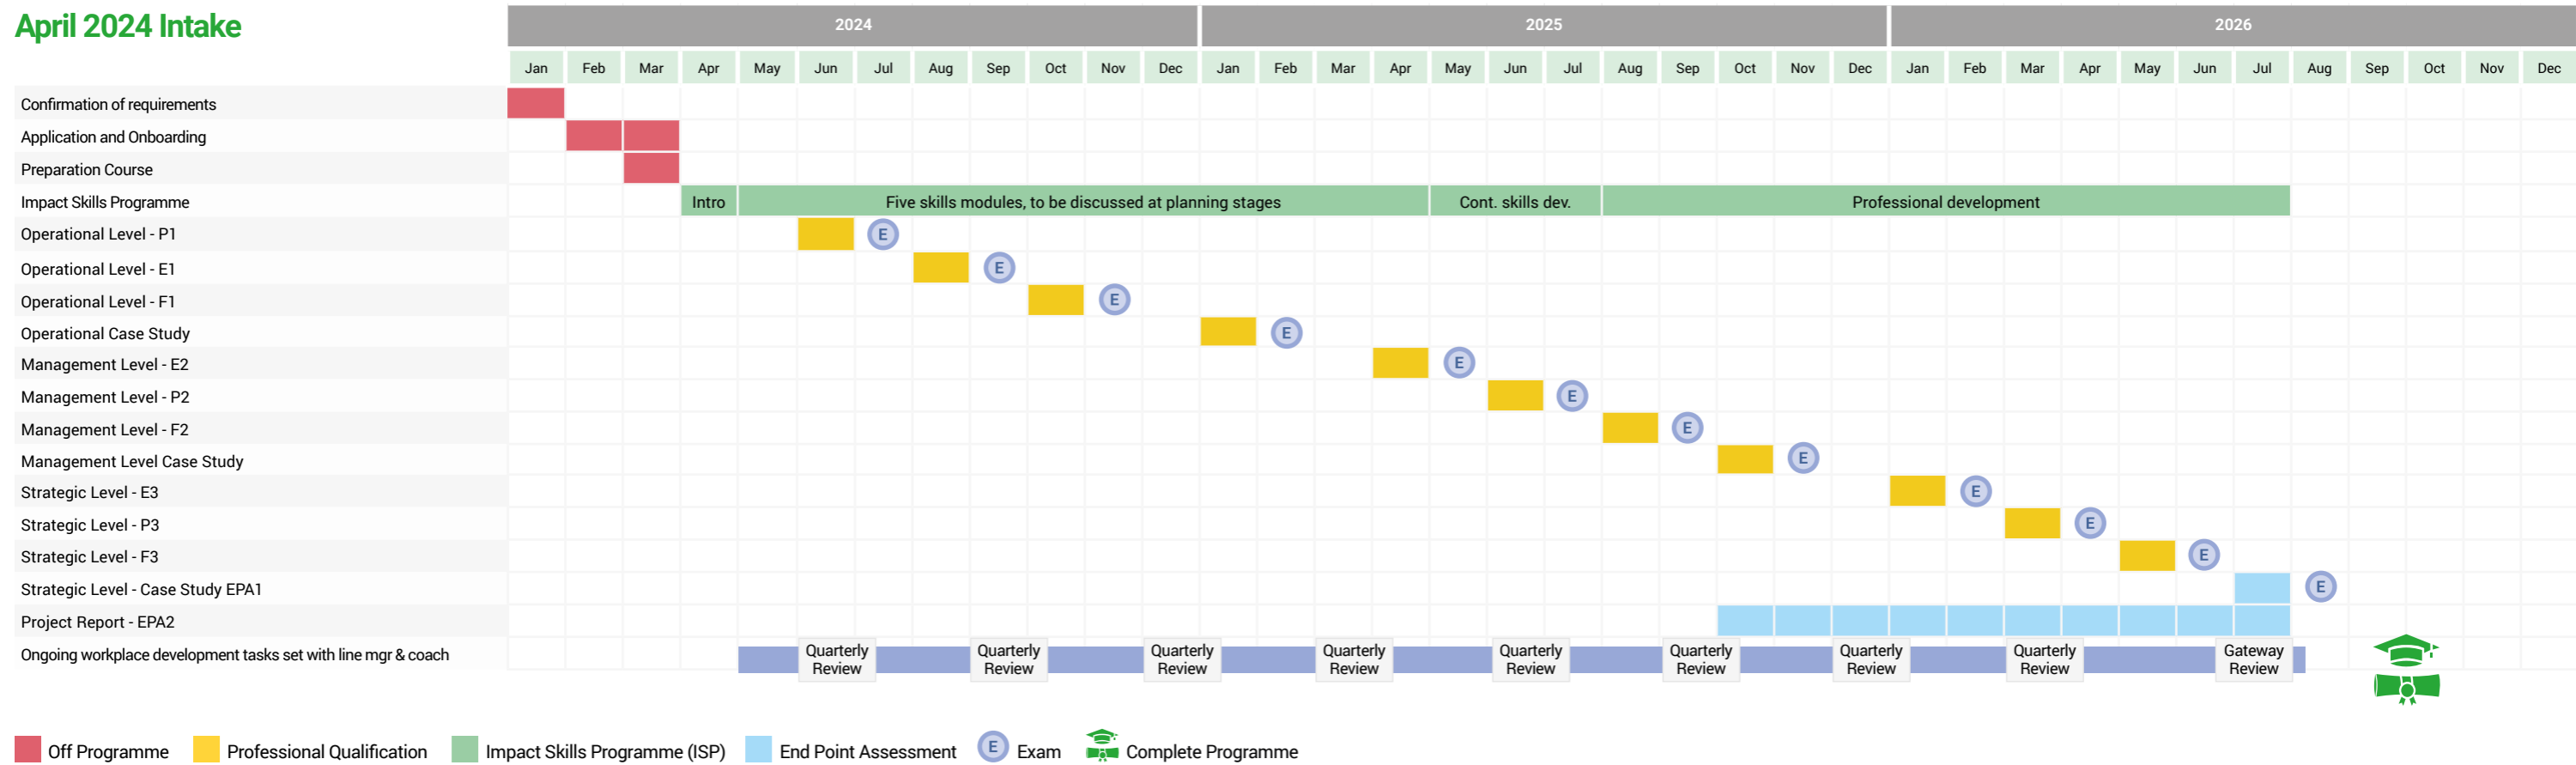 April 2024 Intake
2024 2025 2026
Jan Feb Mar Apr May Jun Jul Aug Sep Oct Nov Dec Jan Feb Mar Apr May Jun Jul Aug Sep Oct Nov Dec Jan Feb Mar Apr May Jun Jul Aug Sep Oct Nov Dec
Confirmation of requirements
Application and Onboarding
Preparation Course
Impact Skills Programme Intro Five skills modules, to be discussed at planning stages Cont. skills dev. Professional development
Operational Level - P1 E
Operational Level - E1 E
Operational Level - F1 E
Operational Case Study E
Management Level - E2 E
Management Level - P2 E
Management Level - F2 E
Management Level Case Study E
Strategic Level - E3 E
Strategic Level - P3 E
Strategic Level - F3 E
Strategic Level - Case Study EPA1 E
Project Report - EPA2
Ongoing workplace development tasks set with line mgr & coach
Quarterly Quarterly Quarterly Quarterly Quarterly Quarterly Quarterly Quarterly Gateway
Review Review Review Review Review Review Review Review Review
Off Programme Professional Qualification Impact Skills Programme (ISP) End Point Assessment E Exam Complete Programme